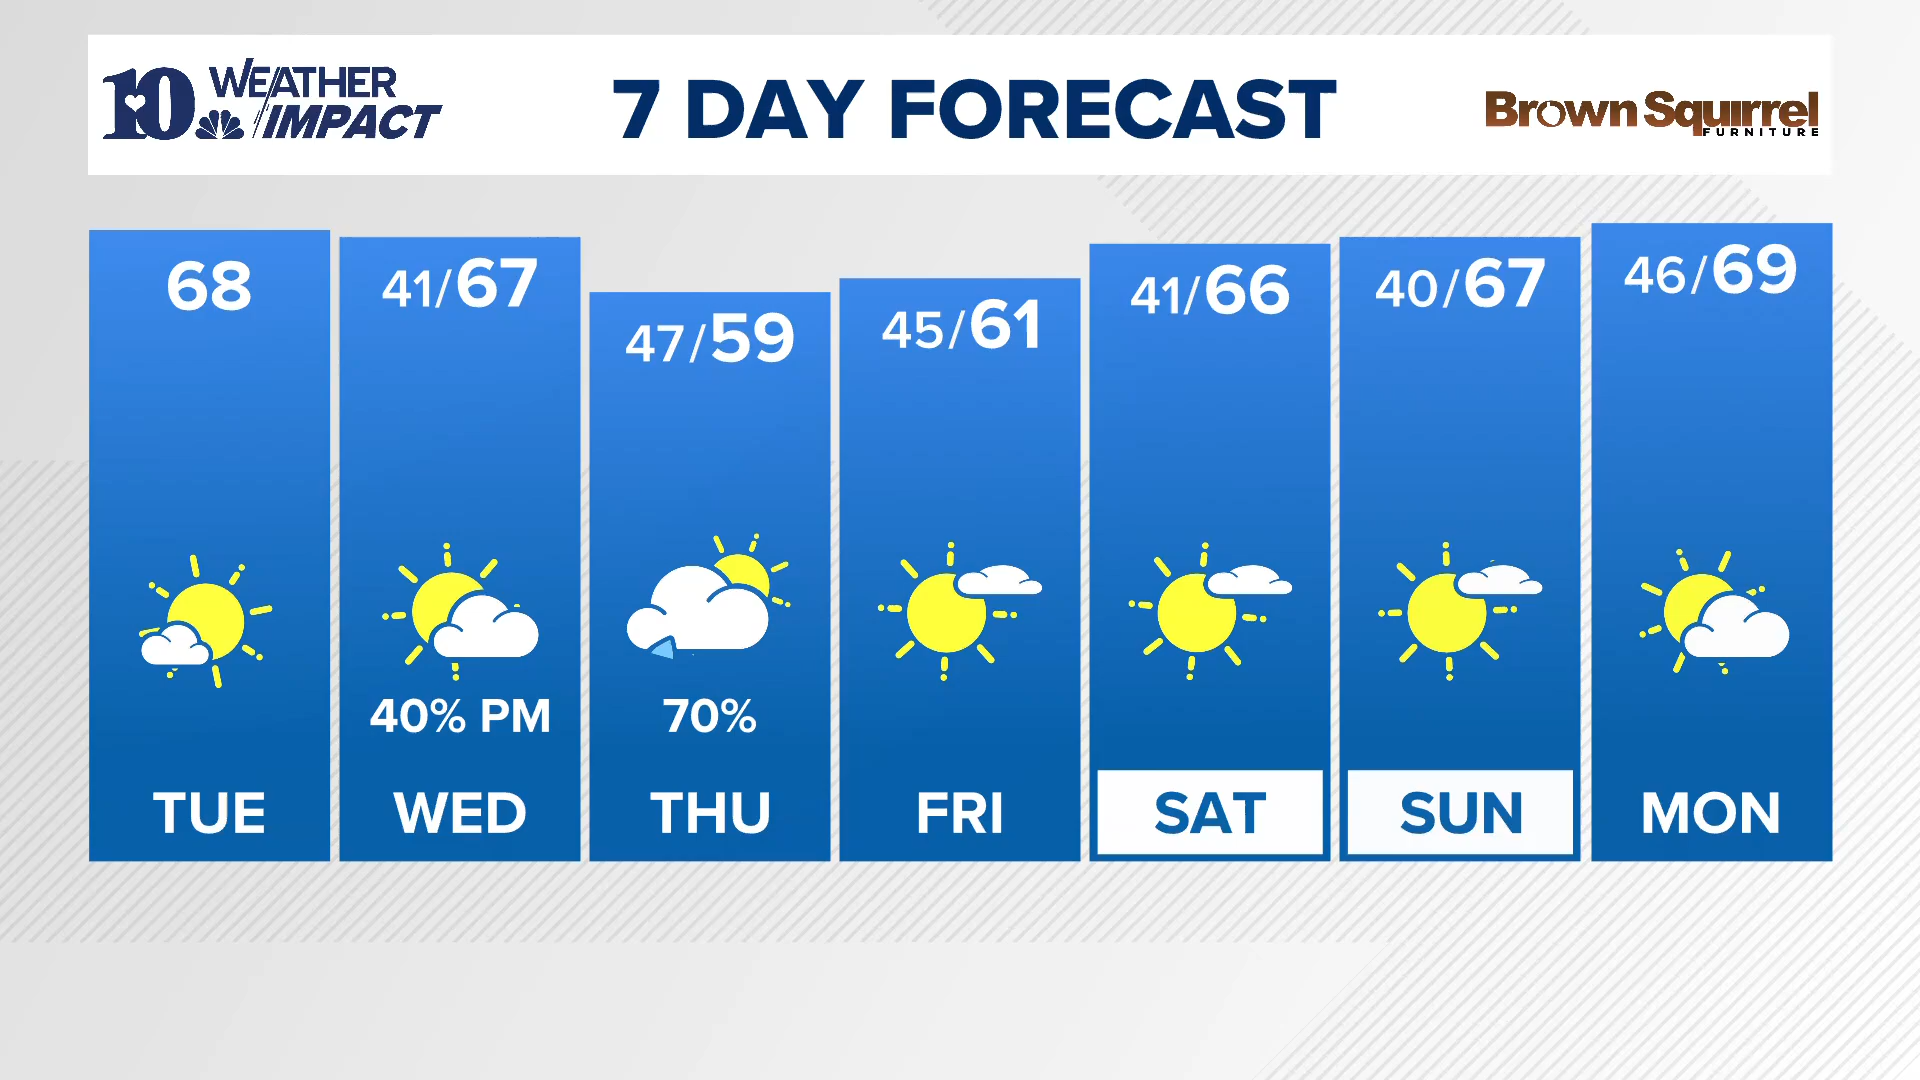 10 WEATHER IMPACT
7 DAY FORECAST
Brown Squirrel
FURNITURE
68
TUE
41/67
40% PM
WED
47/59
70%
THU
45/61
FRI
41/66
SAT
40/67
SUN
46/69
MON